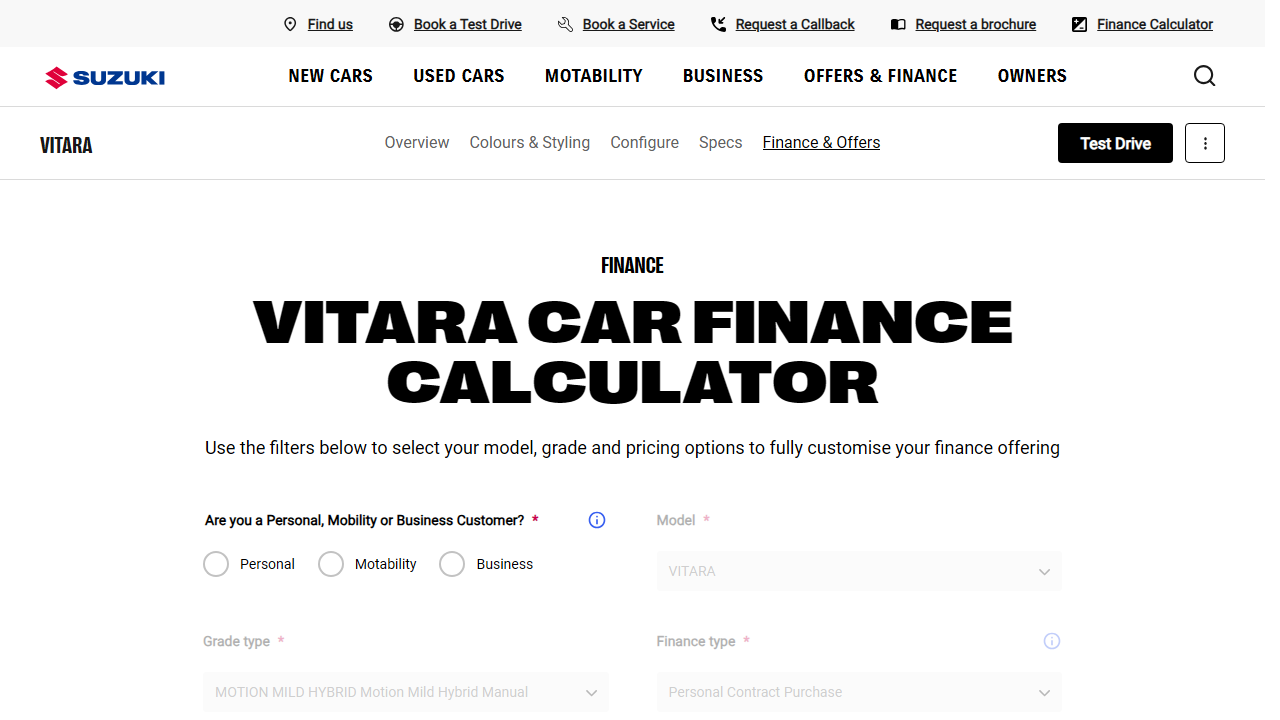 Find us Book a Test Drive Book a Service Request a Callback Request a brochure Finance Calculator
SUZUKI NEW CARS USED CARS MOTABILITY BUSINESS OFFERS & FINANCE OWNERS
VITARA Overview Colours & Styling Configure Specs Finance & Offers Test Drive
FINANCE
VITARA CAR FINANCE
CALCULATOR
Use the filters below to select your model, grade and pricing options to fully customise your finance offering
Are you a Personal, Mobility or Business Customer? * Model *
Personal Motability Business VITARA
Grade type * Finance type *
MOTION MILD HYBRID Motion Mild Hybrid Manual Personal Contract Purchase